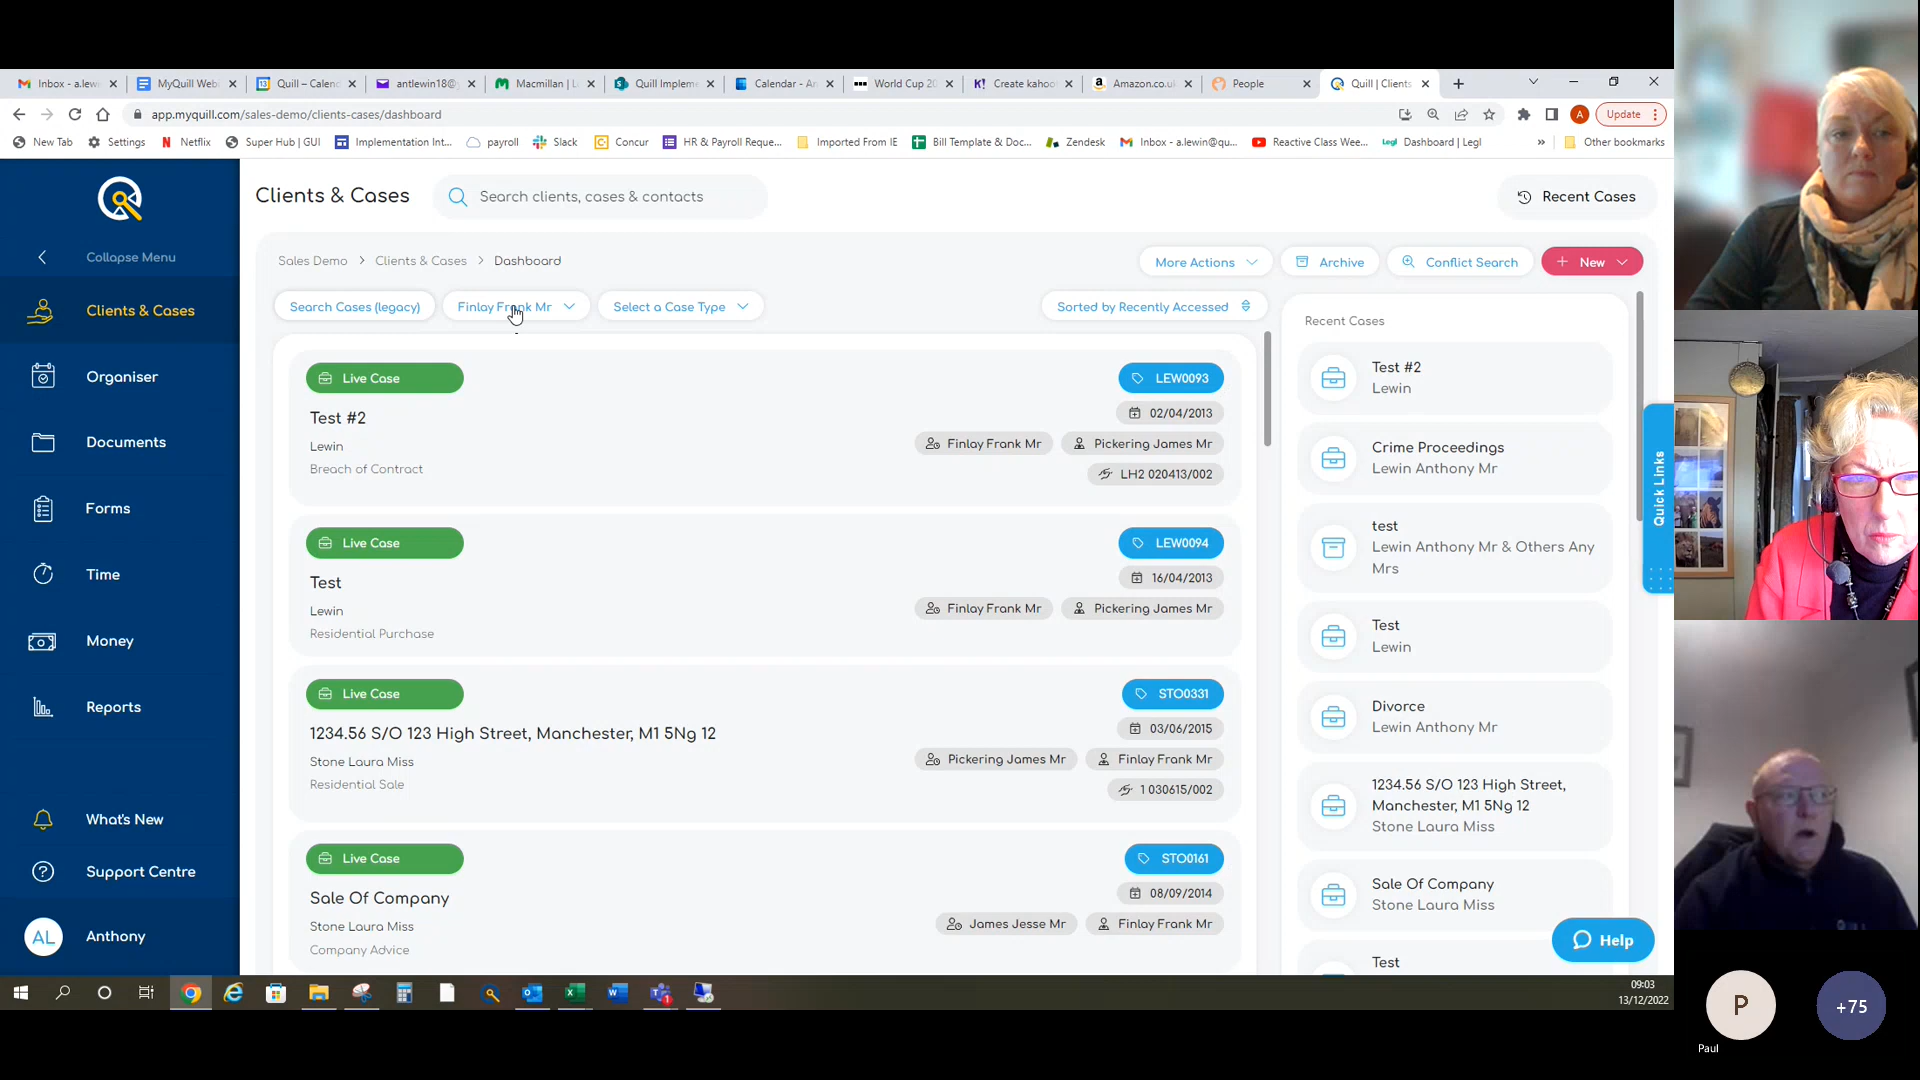 Inbox - a.lew
MyQuill Web
Quill – Calend
antlewin18@
Macmillan | L
Quill Impleme
Calendar - An
World Cup 20
Create kahoo
Amazon.co.uk
People
Quill | Clients
app.myquill.com/sales-demo/clients-cases/dashboard
A
Update
New Tab
Settings
Netflix
Super Hub | GUI
Implementation Int...
payroll
Slack
Concur
HR & Payroll Reque...
Imported From IE
Bill Template & Doc...
Zendesk
Inbox - a.lewin@qu...
Reactive Class Wee...
Legl Dashboard | Legl
»
Other bookmarks
Collapse Menu
Clients & Cases
Organiser
Documents
Forms
Time
Money
Reports
What's New
Support Centre
AL Anthony
Clients & Cases
Search clients, cases & contacts
Recent Cases
Sales Demo > Clients & Cases > Dashboard
More Actions
Archive
Conflict Search
+ New
Search Cases (legacy)
Finlay Frank Mr
Select a Case Type
Sorted by Recently Accessed
Live Case
LEW0093
Test #2
02/04/2013
Lewin
Finlay Frank Mr
Pickering James Mr
Breach of Contract
LH2 020413/002
Live Case
LEW0094
Test
16/04/2013
Lewin
Finlay Frank Mr
Pickering James Mr
Residential Purchase
Live Case
STO0331
1234.56 S/O 123 High Street, Manchester, M1 5Ng 12
03/06/2015
Stone Laura Miss
Pickering James Mr
Finlay Frank Mr
Residential Sale
1 030615/002
Live Case
STO0161
Sale Of Company
08/09/2014
Stone Laura Miss
James Jesse Mr
Finlay Frank Mr
Company Advice
Recent Cases
Test #2
Lewin
Crime Proceedings
Lewin Anthony Mr
test
Lewin Anthony Mr & Others Any
Mrs
Test
Lewin
Divorce
Lewin Anthony Mr
1234.56 S/O 123 High Street,
Manchester, M1 5Ng 12
Stone Laura Miss
Sale Of Company
Stone Laura Miss
Test
Quick Links
Help
09:03
13/12/2022
P
Paul
+75